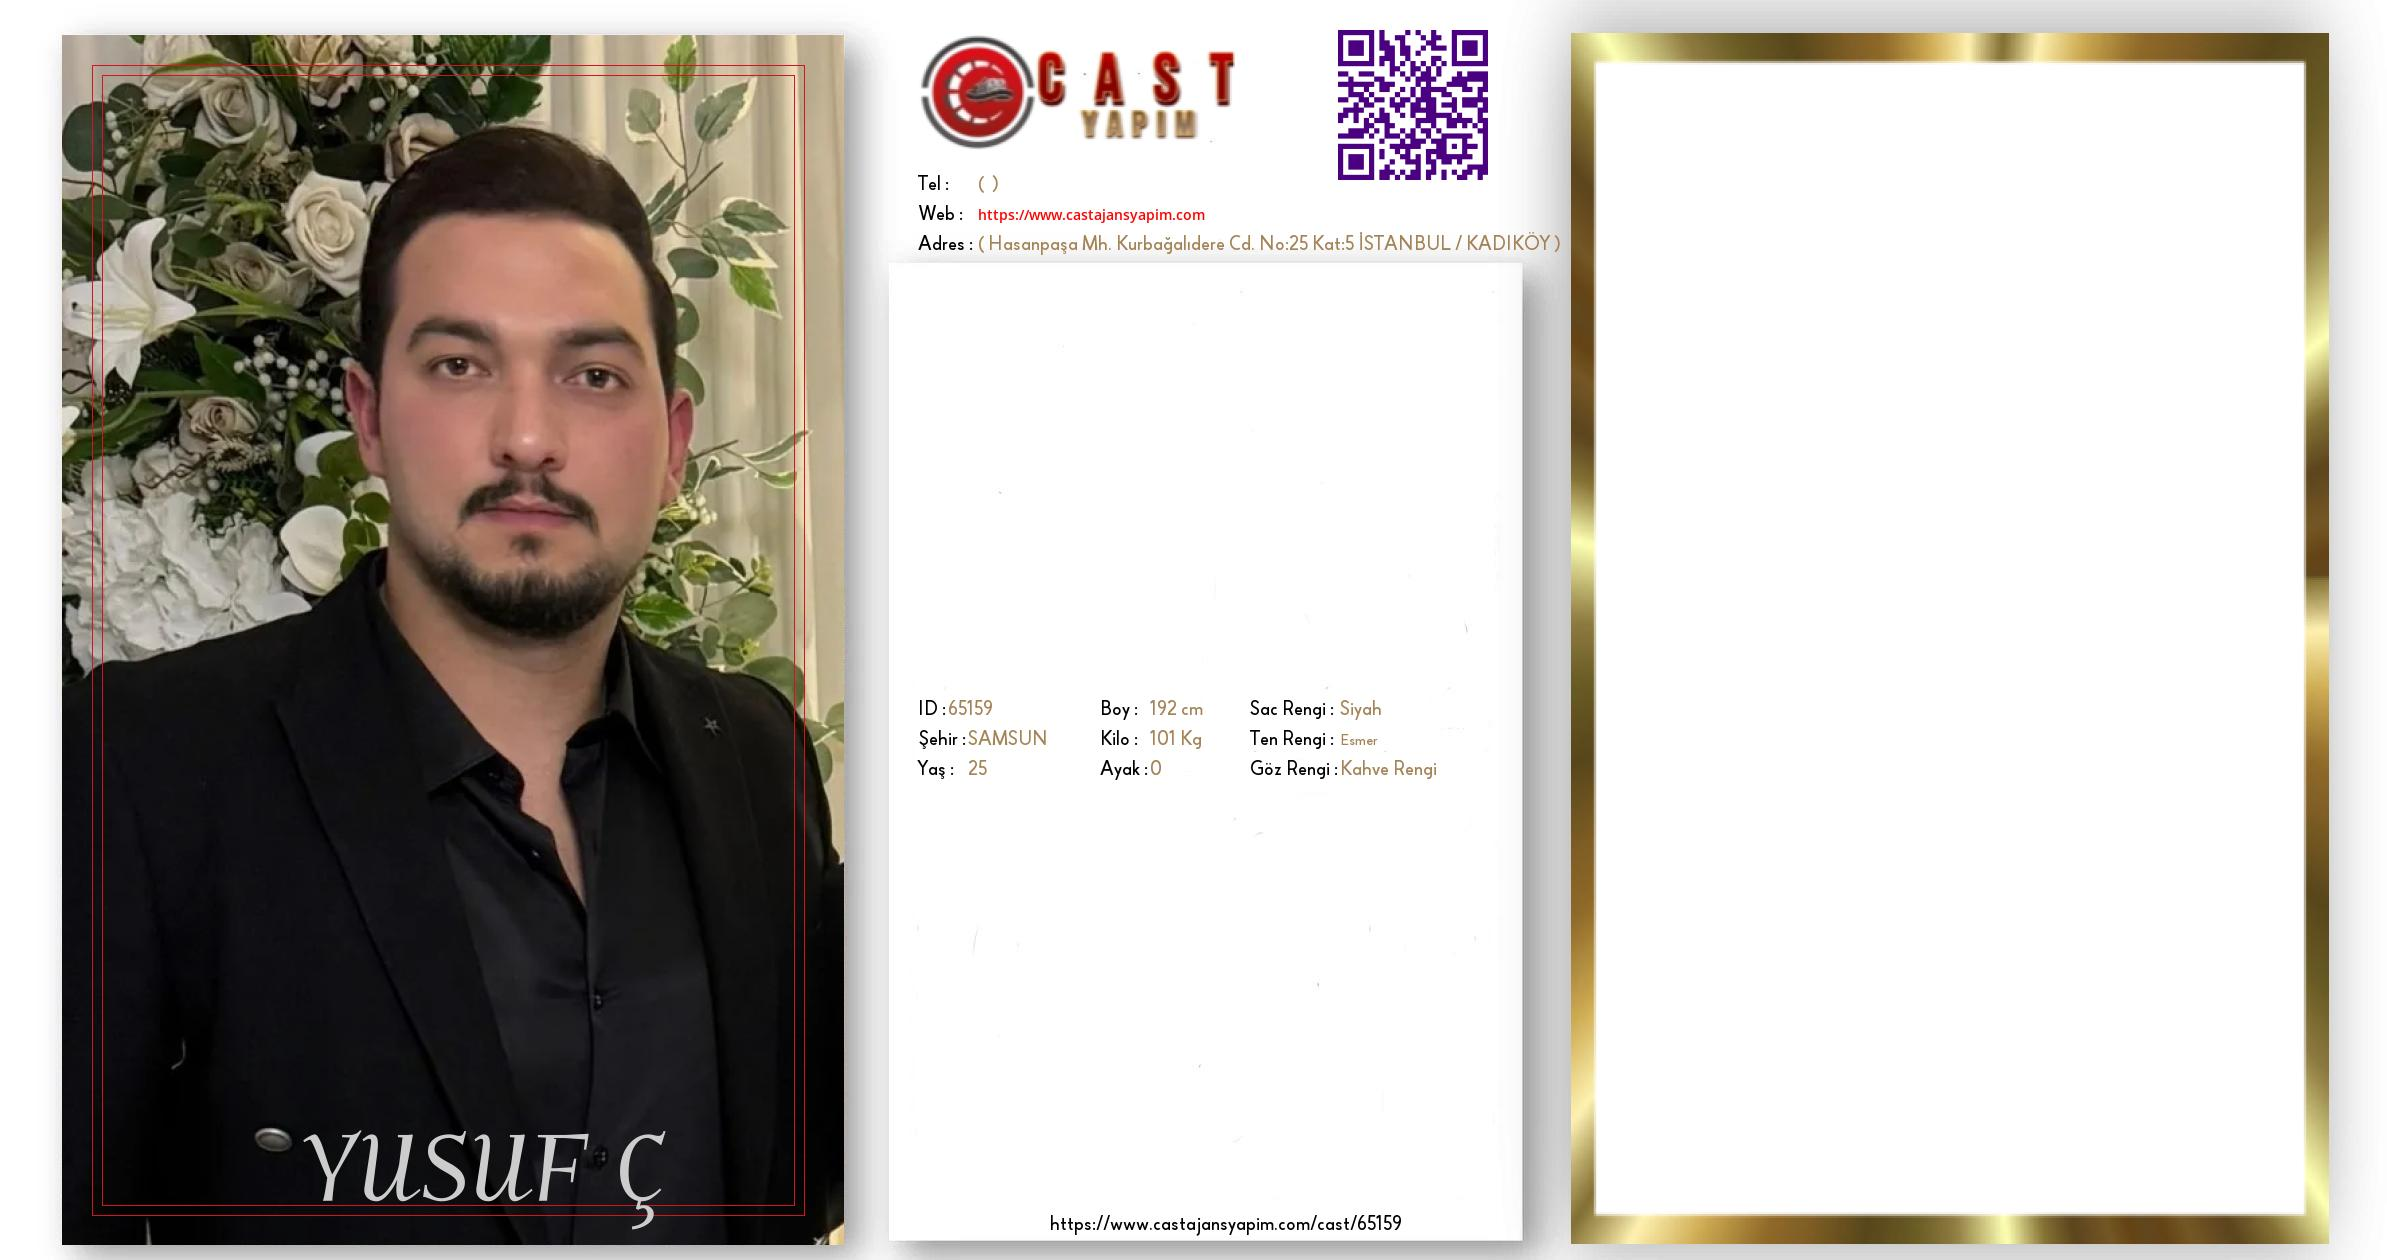 YUSUF Ç
CAST
YAPIM
Tel : ( )
Web : https://www.castajansyapim.com
Adres : ( Hasanpaşa Mh. Kurbağalıdere Cd. No:25 Kat:5 İSTANBUL / KADIKÖY )
ID : 65159 Boy : 192 cm Sac Rengi : Siyah
Şehir : SAMSUN Kilo : 101 Kg Ten Rengi : Esmer
Yaş : 25 Ayak : 0 Göz Rengi : Kahve Rengi
https://www.castajansyapim.com/cast/65159